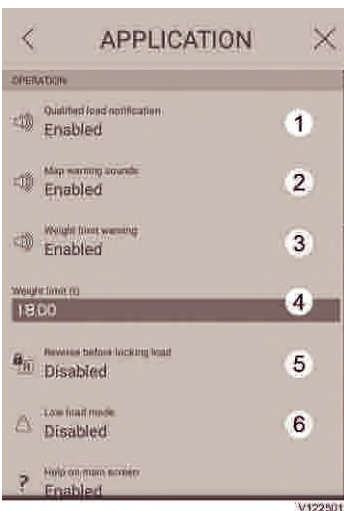 APPLICATION
OPERATION
Qualified load notification
Enabled
1
Map warning sounds
Enabled
2
Weight limit warning
Enabled
3
Weight limit (t)
18.00
4
Reverse before locking load
Disabled
5
Low load mode
Disabled
6
?
Help on main screen
Enabled
V122501